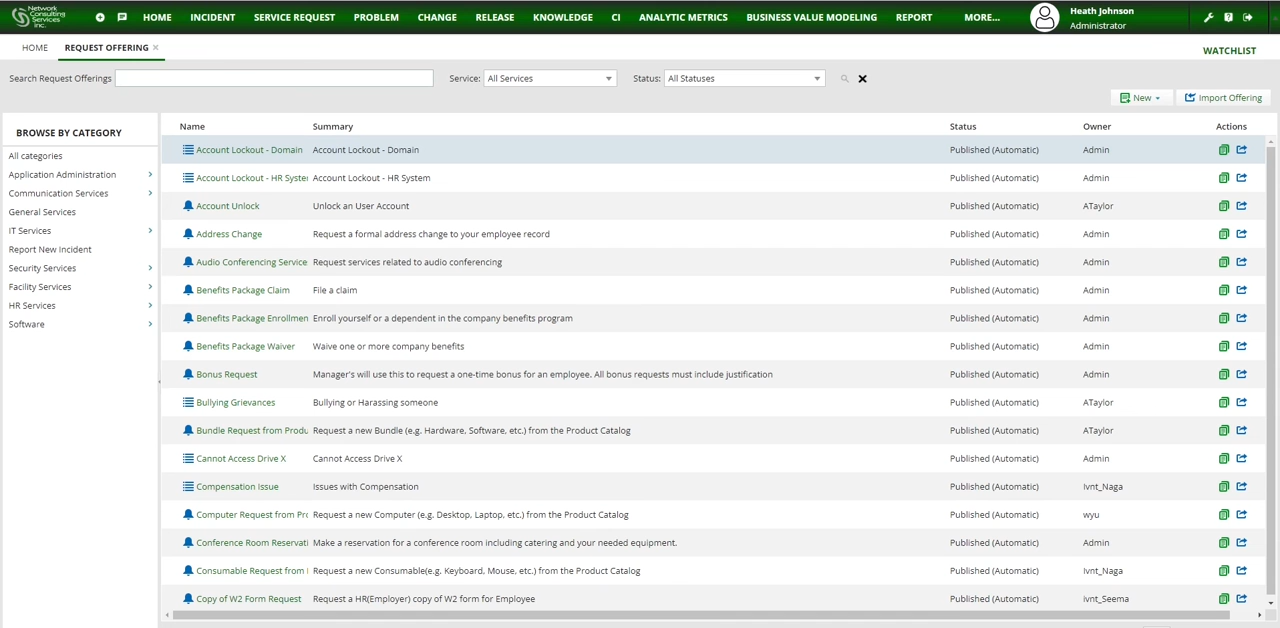 Network
Consulting
Services
Inc.
HOME INCIDENT SERVICE REQUEST PROBLEM CHANGE RELEASE KNOWLEDGE CI ANALYTIC METRICS BUSINESS VALUE MODELING REPORT MORE...
Heath Johnson
Administrator
HOME REQUEST OFFERING
WATCHLIST
Search Request Offerings Service: All Services Status: All Statuses
New Import Offering
BROWSE BY CATEGORY
All categories
Application Administration
Communication Services
General Services
IT Services
Report New Incident
Security Services
Facility Services
HR Services
Software
Name Summary Status Owner Actions
Account Lockout - Domain Account Lockout - Domain Published (Automatic) Admin
Account Lockout - HR System Account Lockout - HR System Published (Automatic) Admin
Account Unlock Unlock an User Account Published (Automatic) ATaylor
Address Change Request a formal address change to your employee record Published (Automatic) Admin
Audio Conferencing Service Request services related to audio conferencing Published (Automatic) Admin
Benefits Package Claim File a claim Published (Automatic) Admin
Benefits Package Enrollmen Enroll yourself or a dependent in the company benefits program Published (Automatic) Admin
Benefits Package Waiver Waive one or more company benefits Published (Automatic) Admin
Bonus Request Manager's will use this to request a one-time bonus for an employee. All bonus requests must include justification Published (Automatic) Admin
Bullying Grievances Bullying or Harassing someone Published (Automatic) ATaylor
Bundle Request from Produ Request a new Bundle (e.g. Hardware, Software, etc.) from the Product Catalog Published (Automatic) ATaylor
Cannot Access Drive X Cannot Access Drive X Published (Automatic) Admin
Compensation Issue Issues with Compensation Published (Automatic) Ivnt_Naga
Computer Request from Pro Request a new Computer (e.g. Desktop, Laptop, etc.) from the Product Catalog Published (Automatic) wyu
Conference Room Reservati Make a reservation for a conference room including catering and your needed equipment. Published (Automatic) Admin
Consumable Request from Request a new Consumable(e.g. Keyboard, Mouse, etc.) from the Product Catalog Published (Automatic) Ivnt_Naga
Copy of W2 Form Request Request a HR(Employer) copy of W2 form for Employee Published (Automatic) ivnt_Seema